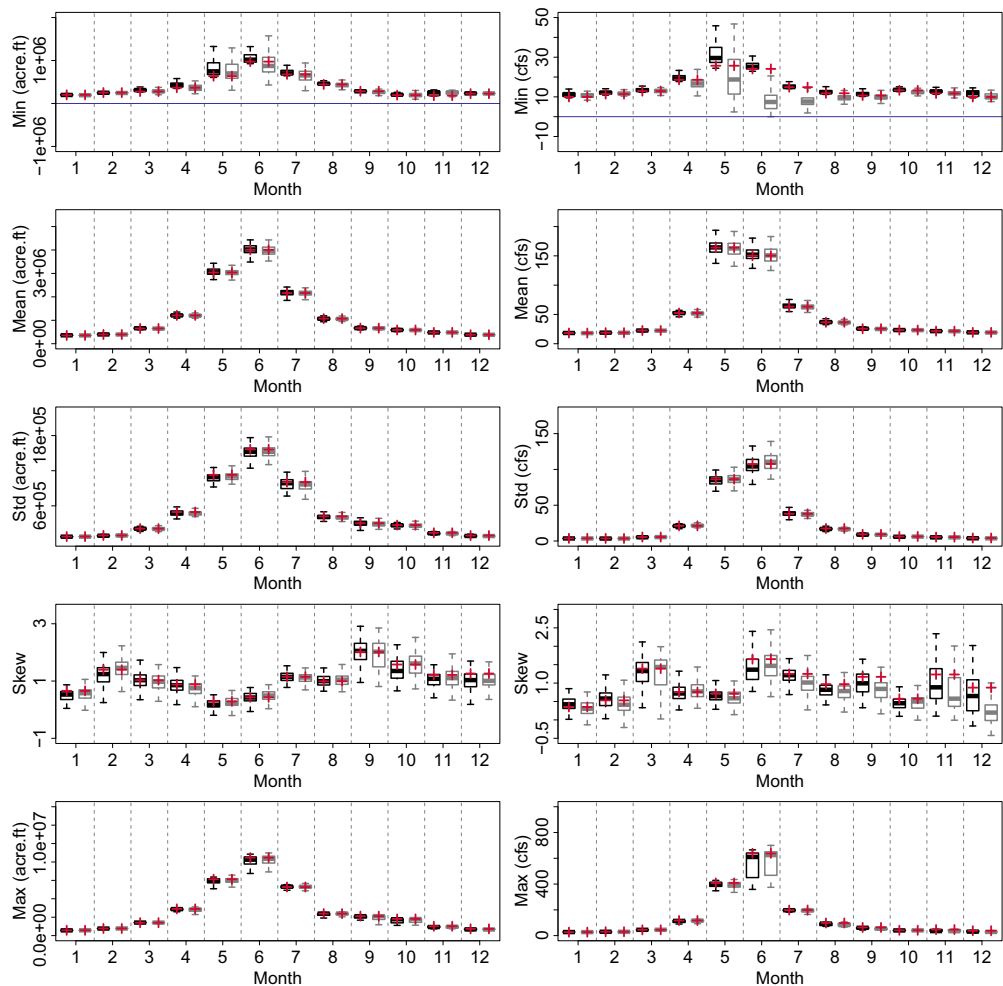 Min (acre.ft)
−1e+06 1e+06
1 2 3 4 5 6 7 8 9 10 11 12
Month
Min (cfs)
−10 10 30 50
1 2 3 4 5 6 7 8 9 10 11 12
Month
Mean (acre.ft)
0e+00 3e+06
1 2 3 4 5 6 7 8 9 10 11 12
Month
Mean (cfs)
0 50 150
1 2 3 4 5 6 7 8 9 10 11 12
Month
Std (acre.ft)
6e+05 18e+05
1 2 3 4 5 6 7 8 9 10 11 12
Month
Std (cfs)
0 50 150
1 2 3 4 5 6 7 8 9 10 11 12
Month
Skew
−1 1 3
1 2 3 4 5 6 7 8 9 10 11 12
Month
Skew
−0.5 1.0 2.5
1 2 3 4 5 6 7 8 9 10 11 12
Month
Max (acre.ft)
0.0e+00 1.0e+07
1 2 3 4 5 6 7 8 9 10 11 12
Month
Max (cfs)
0 400 800
1 2 3 4 5 6 7 8 9 10 11 12
Month